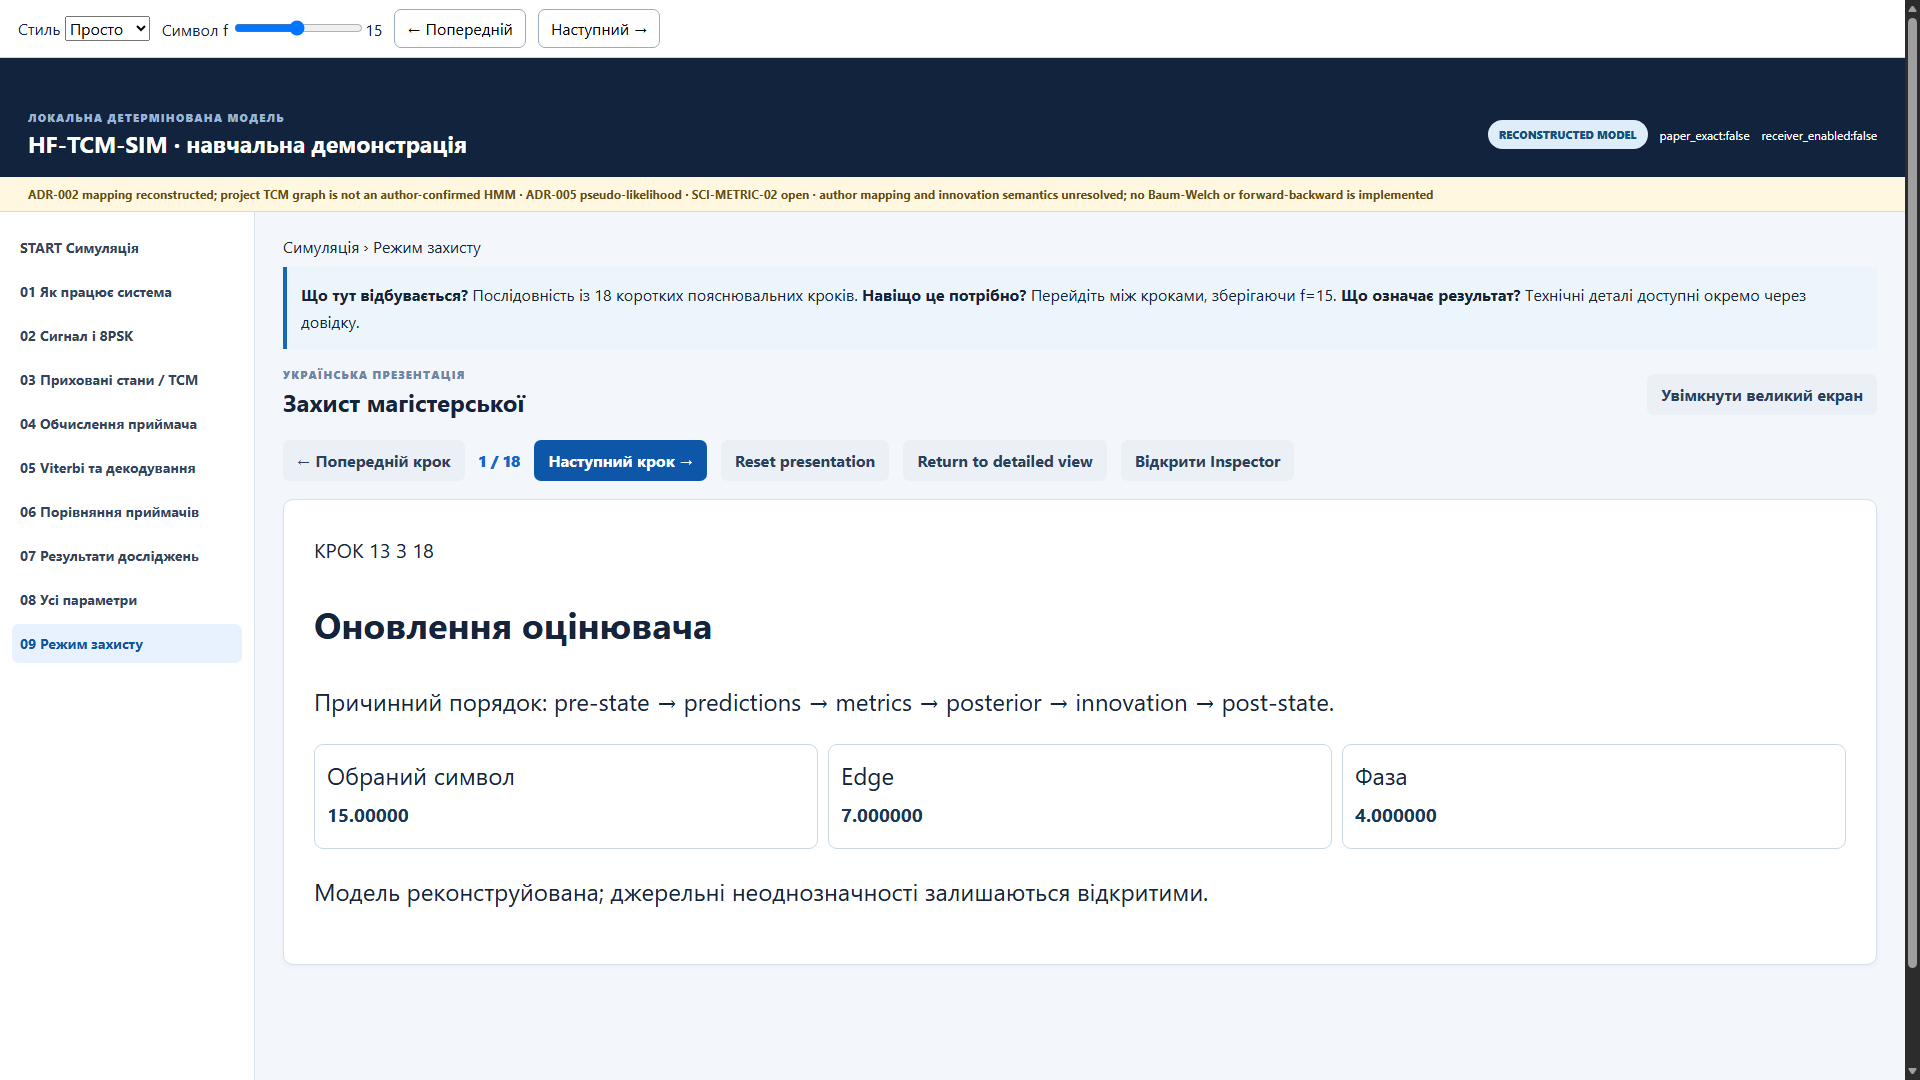 Стиль Просто Символ f 15 ← Попередній Наступний →
ЛОКАЛЬНА ДЕТЕРМІНОВАНА МОДЕЛЬ
HF-TCM-SIM · навчальна демонстрація
RECONSTRUCTED MODEL paper_exact:false receiver_enabled:false
ADR-002 mapping reconstructed; project TCM graph is not an author-confirmed HMM · ADR-005 pseudo-likelihood · SCI-METRIC-02 open · author mapping and innovation semantics unresolved; no Baum-Welch or forward-backward is implemented
START Симуляція
01 Як працює система
02 Сигнал і 8PSK
03 Приховані стани / TCM
04 Обчислення приймача
05 Viterbi та декодування
06 Порівняння приймачів
07 Результати досліджень
08 Усі параметри
09 Режим захисту
Симуляція › Режим захисту
Що тут відбувається? Послідовність із 18 коротких пояснювальних кроків. Навіщо це потрібно? Перейдіть між кроками, зберігаючи f=15. Що означає результат? Технічні деталі доступні окремо через
довідку.
УКРАЇНСЬКА ПРЕЗЕНТАЦІЯ
Захист магістерської
Увімкнути великий екран
← Попередній крок 1 / 18 Наступний крок → Reset presentation Return to detailed view Відкрити Inspector
КРОК 13 З 18
Оновлення оцінювача
Причинний порядок: pre-state → predictions → metrics → posterior → innovation → post-state.
Обраний символ
15.00000
Edge
7.000000
Фаза
4.000000
Модель реконструйована; джерельні неоднозначності залишаються відкритими.